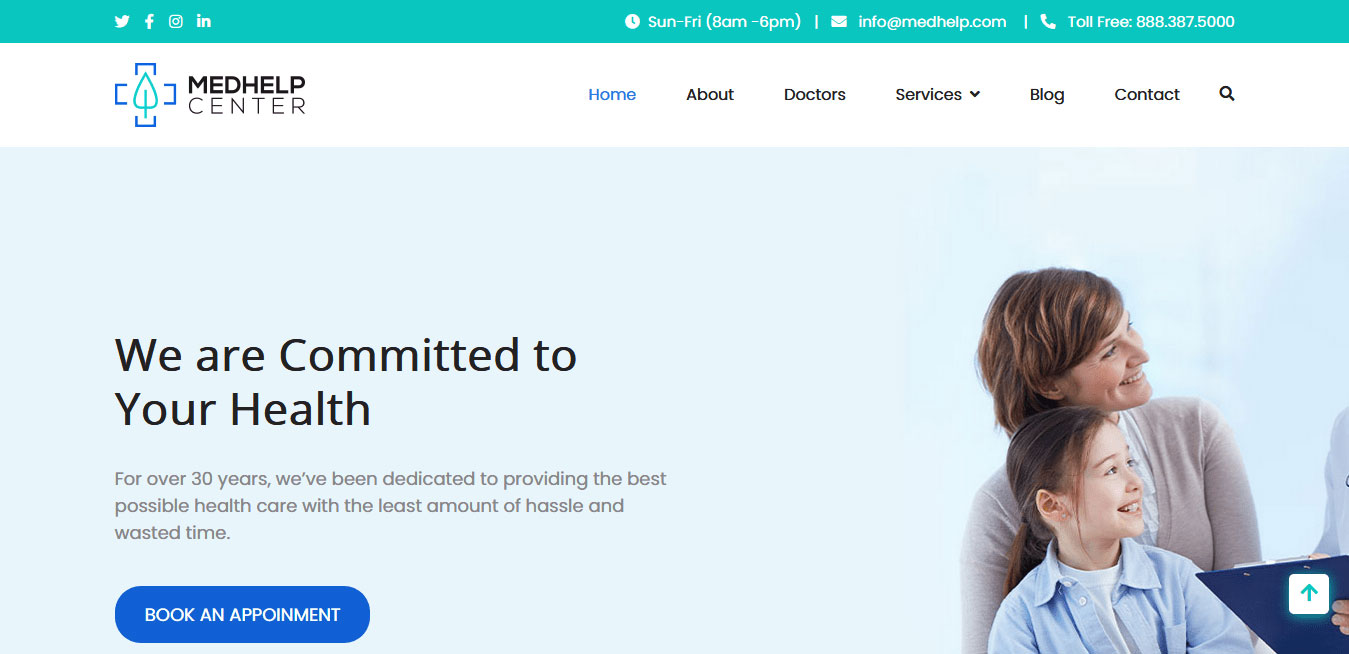 Sun-Fri (8am -6pm) | info@medhelp.com | Toll Free: 888.387.5000
MEDHELP
CENTER
Home About Doctors Services Blog Contact
We are Committed to
Your Health
For over 30 years, we’ve been dedicated to providing the best
possible health care with the least amount of hassle and
wasted time.
BOOK AN APPOINMENT